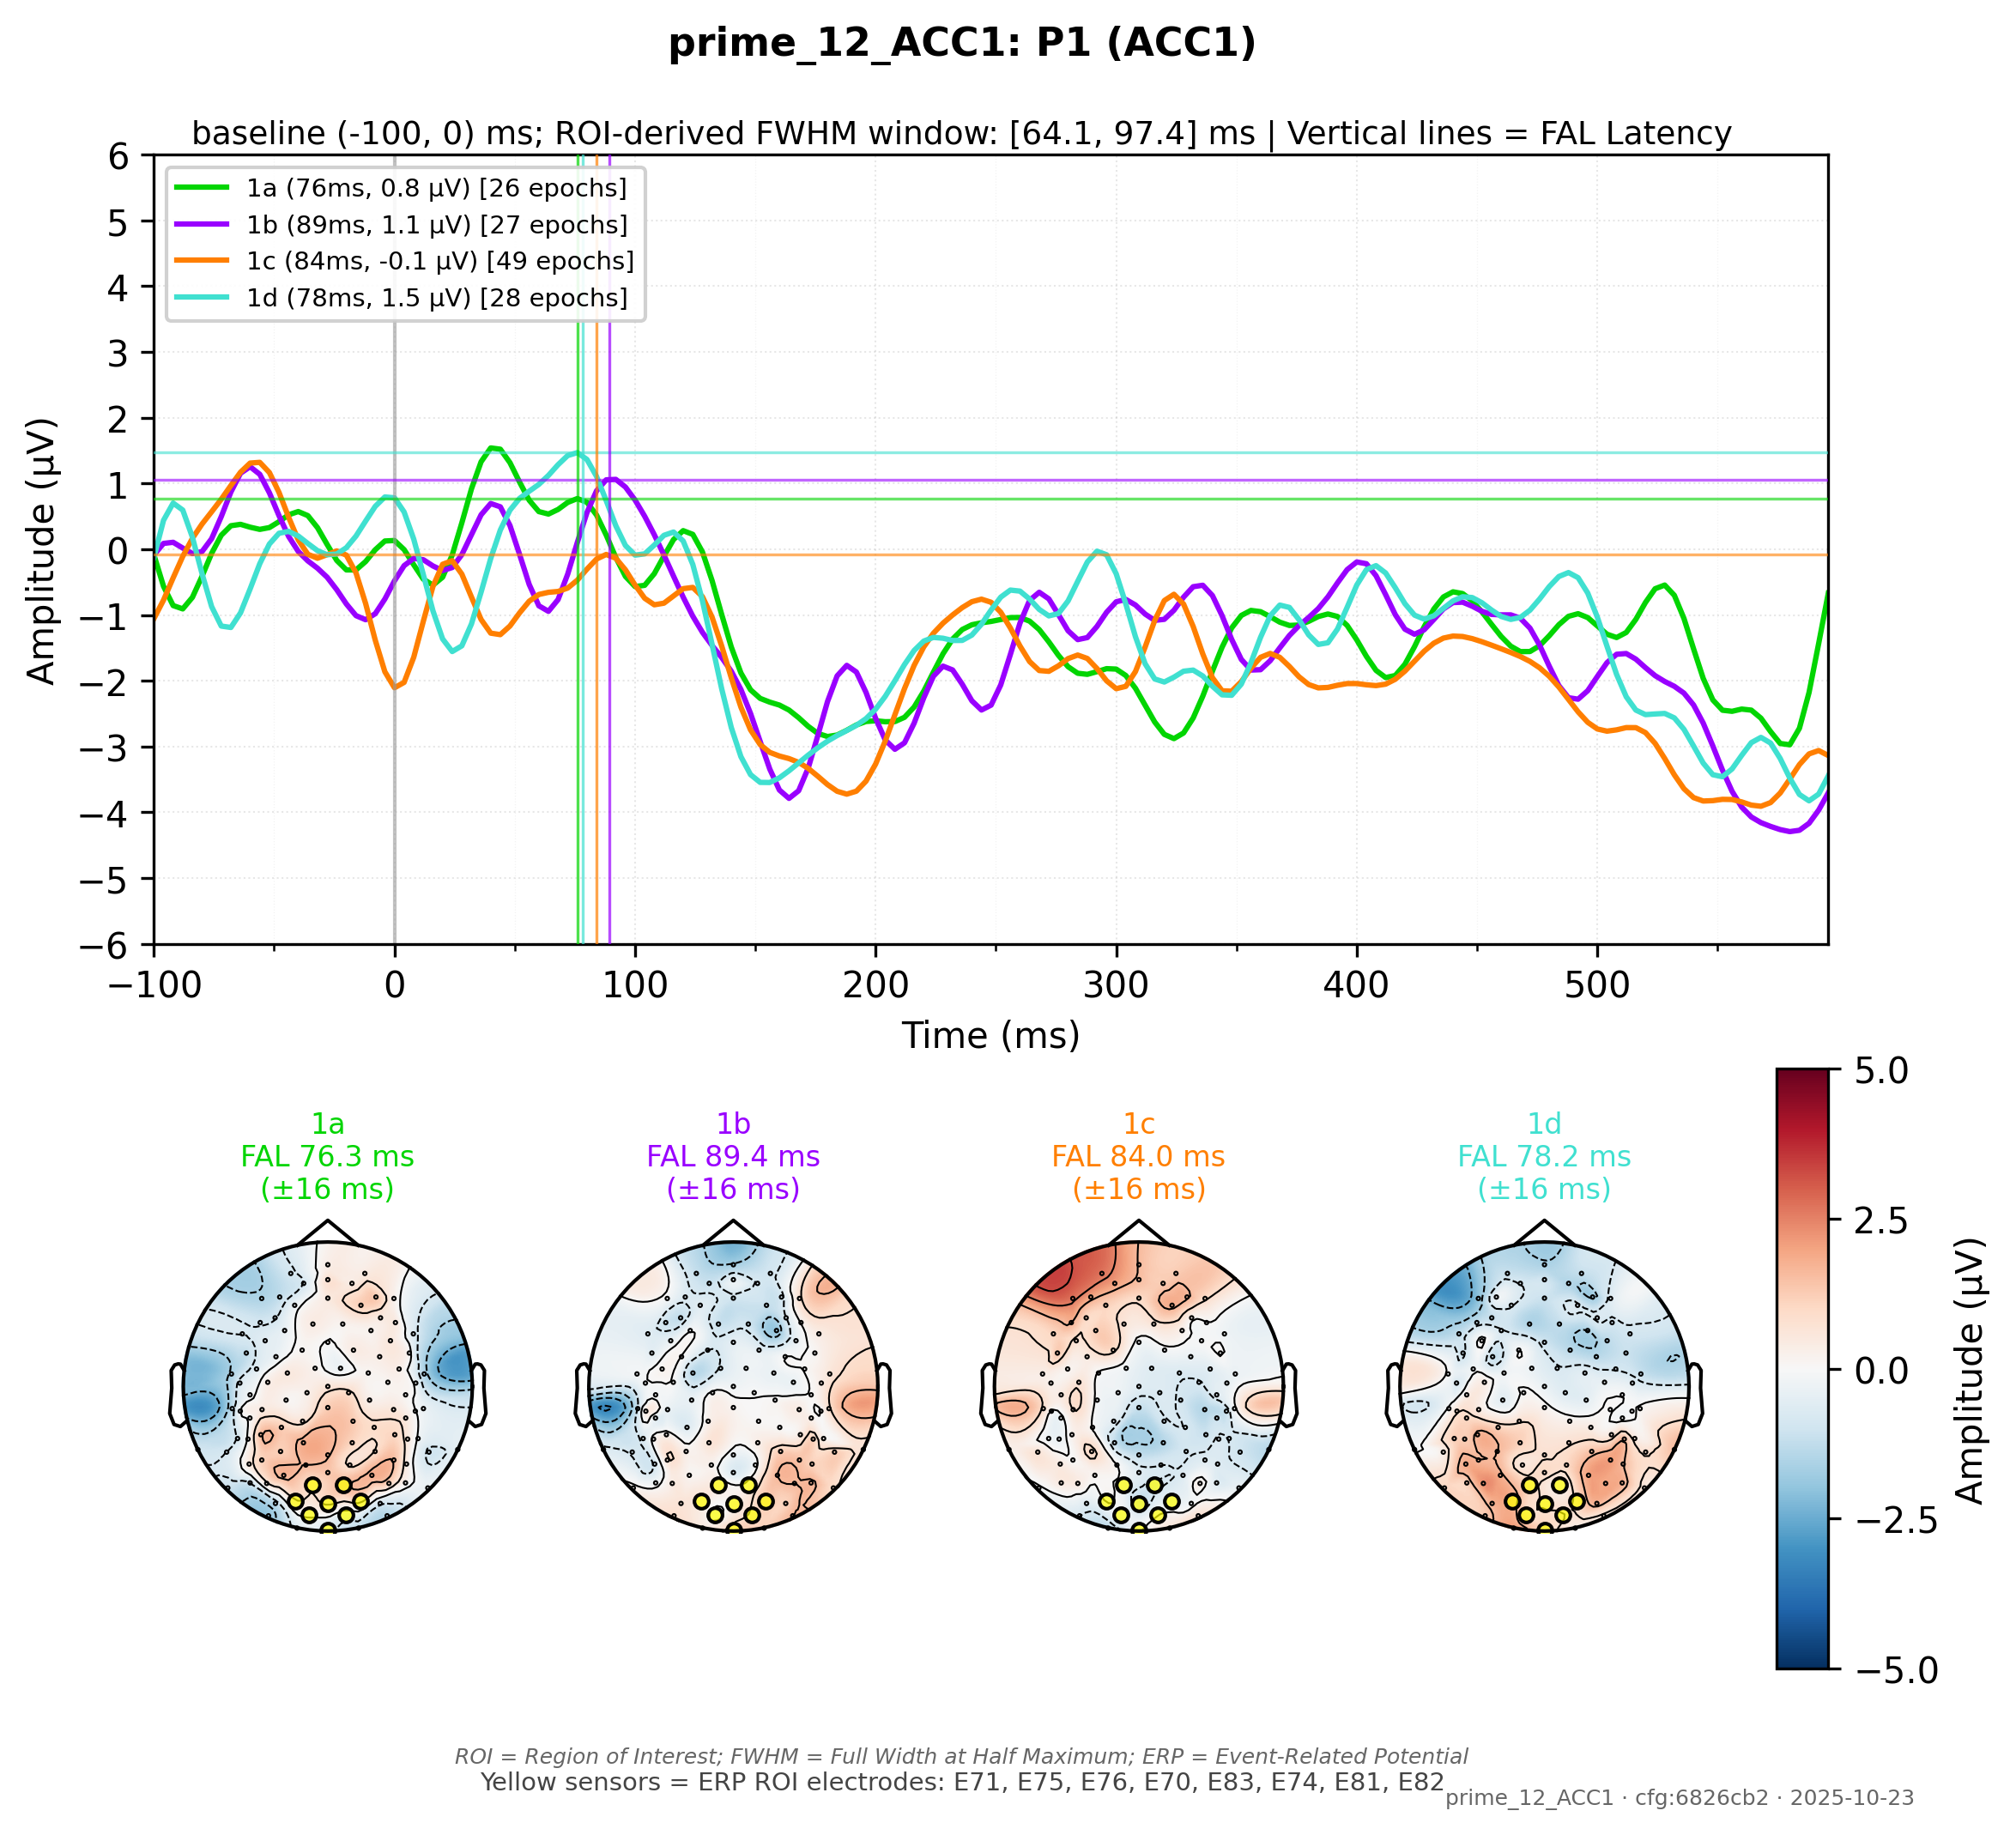 prime_12_ACC1: P1 (ACC1)
baseline (-100, 0) ms; ROI-derived FWHM window: [64.1, 97.4] ms | Vertical lines = FAL Latency
6
5
4
3
2
1
0
−1
−2
−3
−4
−5
−6
Amplitude (μV)
1a (76ms, 0.8 μV) [26 epochs]
1b (89ms, 1.1 μV) [27 epochs]
1c (84ms, -0.1 μV) [49 epochs]
1d (78ms, 1.5 μV) [28 epochs]
−100 0 100 200 300 400 500
Time (ms)
1a
FAL 76.3 ms
(±16 ms)
1b
FAL 89.4 ms
(±16 ms)
1c
FAL 84.0 ms
(±16 ms)
1d
FAL 78.2 ms
(±16 ms)
5.0
2.5
0.0
−2.5
−5.0
Amplitude (μV)
ROI = Region of Interest; FWHM = Full Width at Half Maximum; ERP = Event-Related Potential
Yellow sensors = ERP ROI electrodes: E71, E75, E76, E70, E83, E74, E81, E82
prime_12_ACC1 · cfg:6826cb2 · 2025-10-23